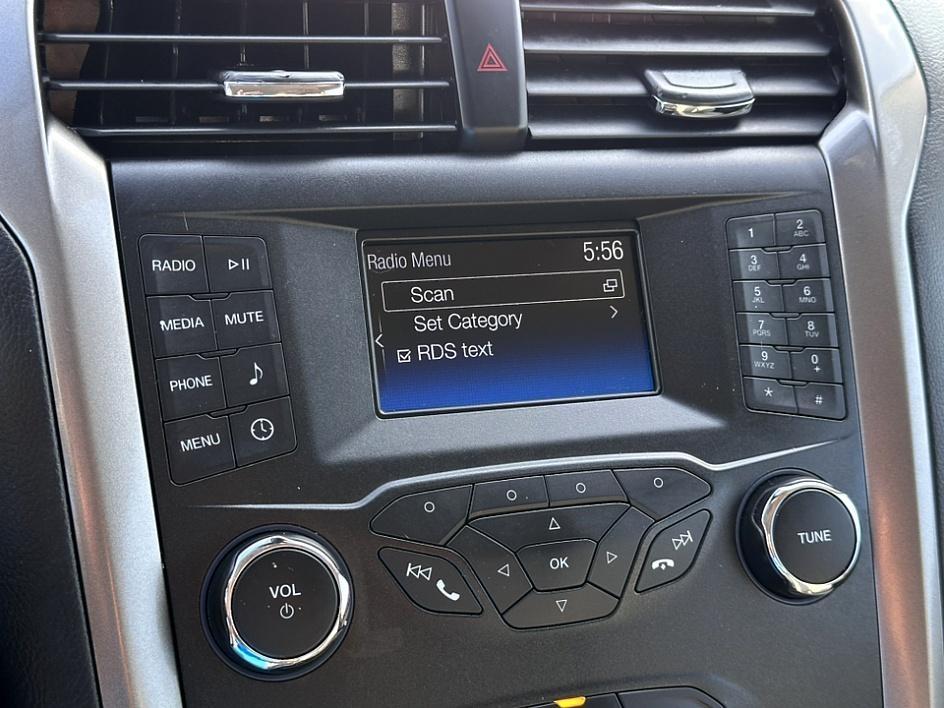 Radio Menu 5:56
Scan
Set Category
RDS text
RADIO
MEDIA MUTE
PHONE
MENU
1 2 ABC
3 DEF 4 GHI
5 JKL 6 MNO
7 PQRS 8 TUV
9 WXYZ 0 +
* #
VOL
OK
TUNE